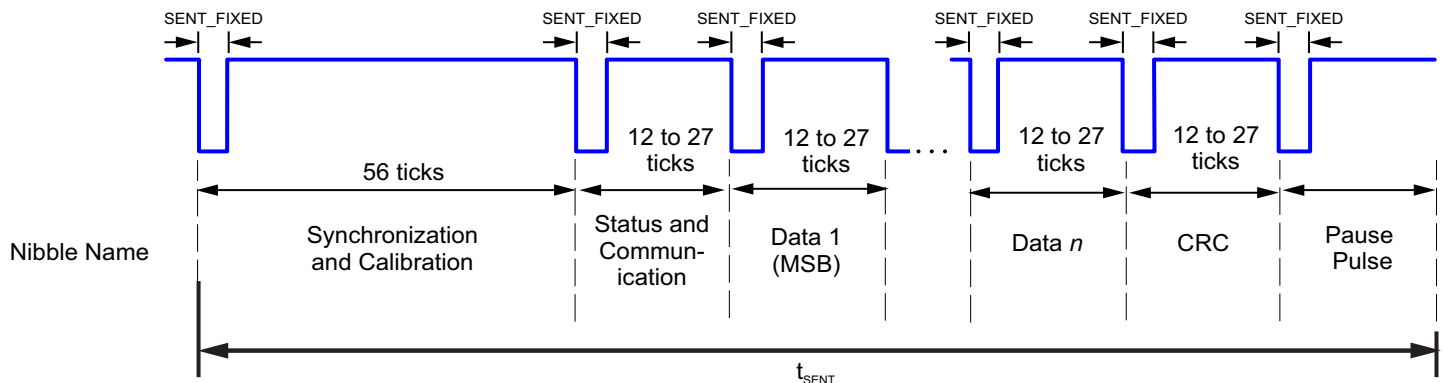 SENT_FIXED SENT_FIXED SENT_FIXED SENT_FIXED SENT_FIXED SENT_FIXED
56 ticks
12 to 27
ticks
12 to 27
ticks
12 to 27
ticks
12 to 27
ticks
Nibble Name
Synchronization
and Calibration
Status and
Commun-
ication
Data 1
(MSB)
. . .
Data n
CRC
Pause
Pulse
tSENT